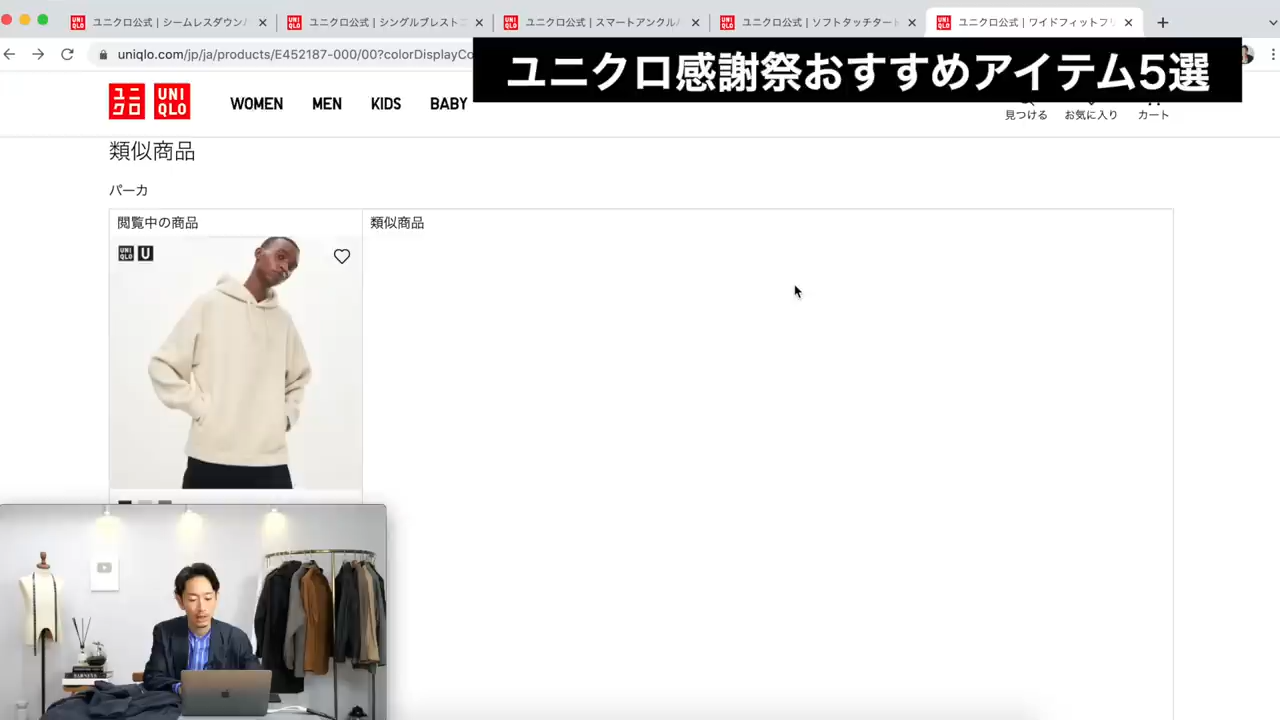 ユニクロ公式 | シームレスダウン
ユニクロ公式 | シングルブレスト
ユニクロ公式 | スマートアンクル
ユニクロ公式 | ソフトタッチター
ユニクロ公式 | ワイドフィットフリ
uniqlo.com/jp/ja/products/E452187-000/00?colorDisplayCo
ユニクロ感謝祭おすすめアイテム5選
ユニ
クロ
UNI
QLO
WOMEN
MEN
KIDS
BABY
見つける
お気に入り
カート
類似商品
パーカ
閲覧中の商品
類似商品
UNI
QLO
U